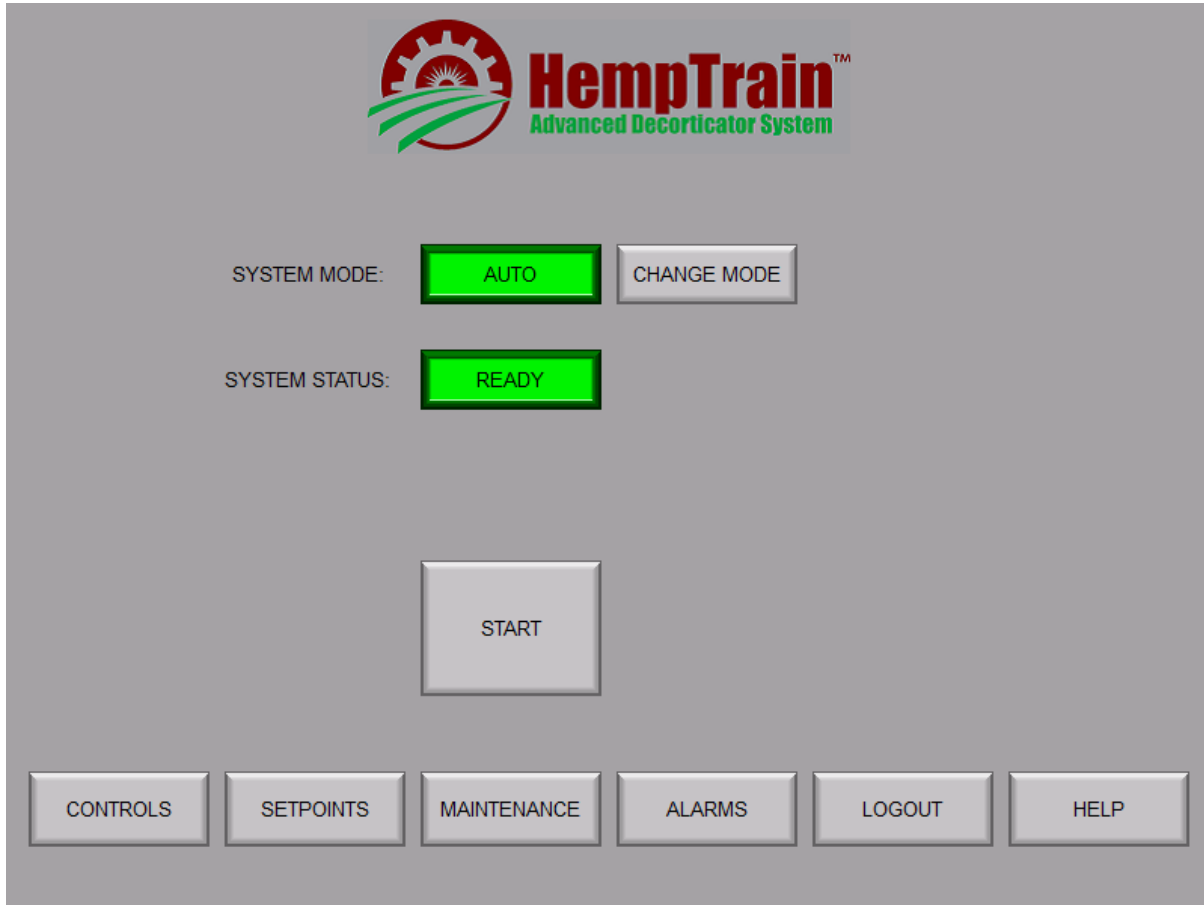 HempTrain™
Advanced Decorticator System
SYSTEM MODE: AUTO CHANGE MODE
SYSTEM STATUS: READY
START
CONTROLS SETPOINTS MAINTENANCE ALARMS LOGOUT HELP